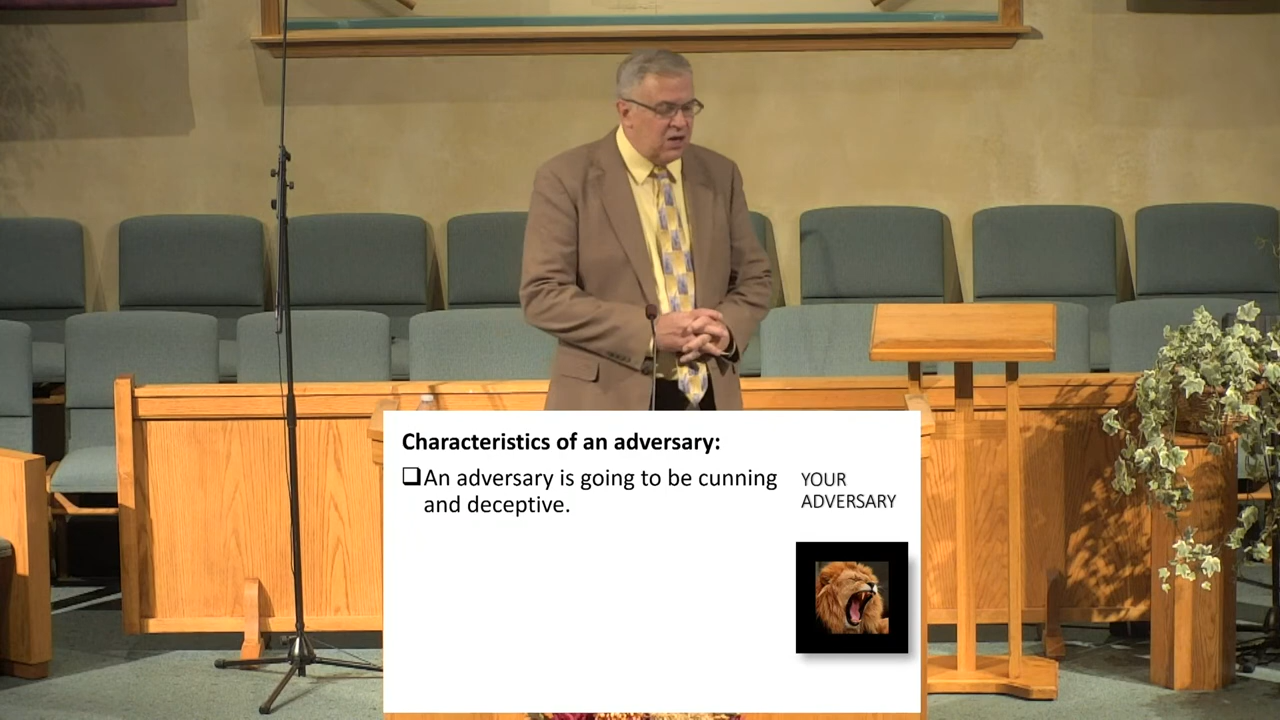 Characteristics of an adversary:
❑An adversary is going to be cunning
and deceptive.
YOUR
ADVERSARY